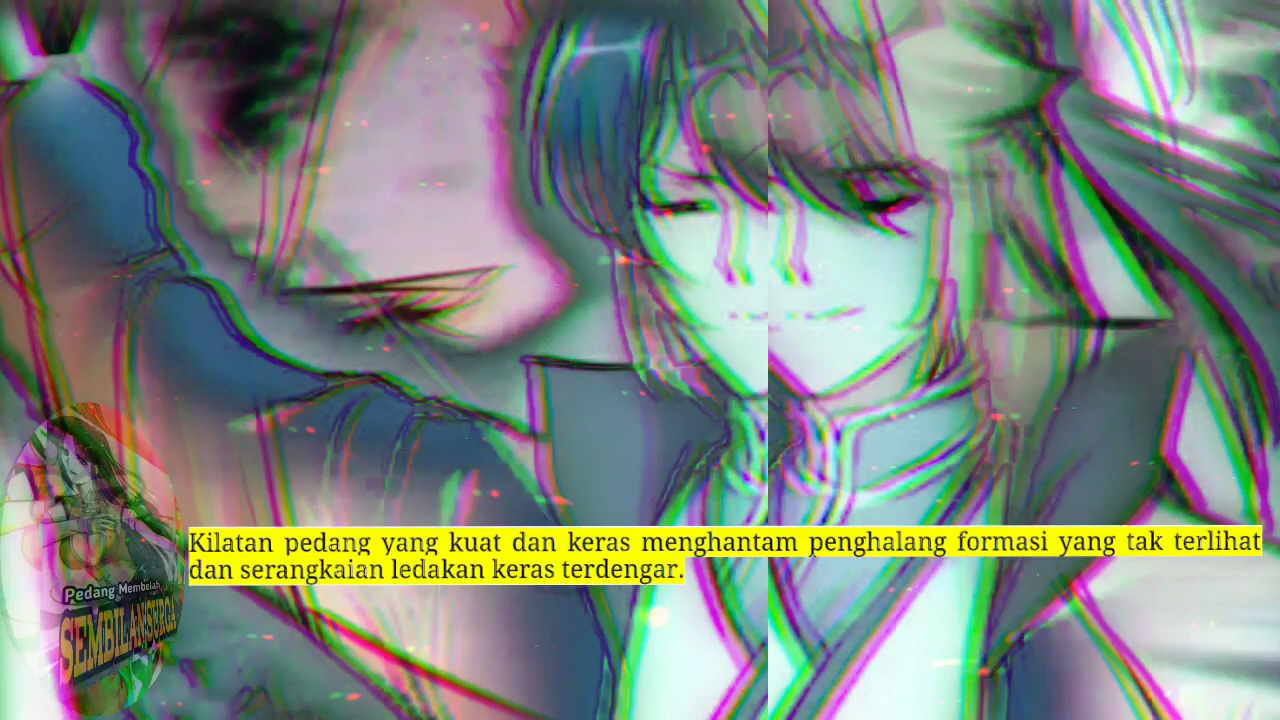 Kilatan pedang yang kuat dan keras menghantam penghalang formasi yang tak terlihat
dan serangkaian ledakan keras terdengar.
Pedang Membelah
SEMBILAN SURGA